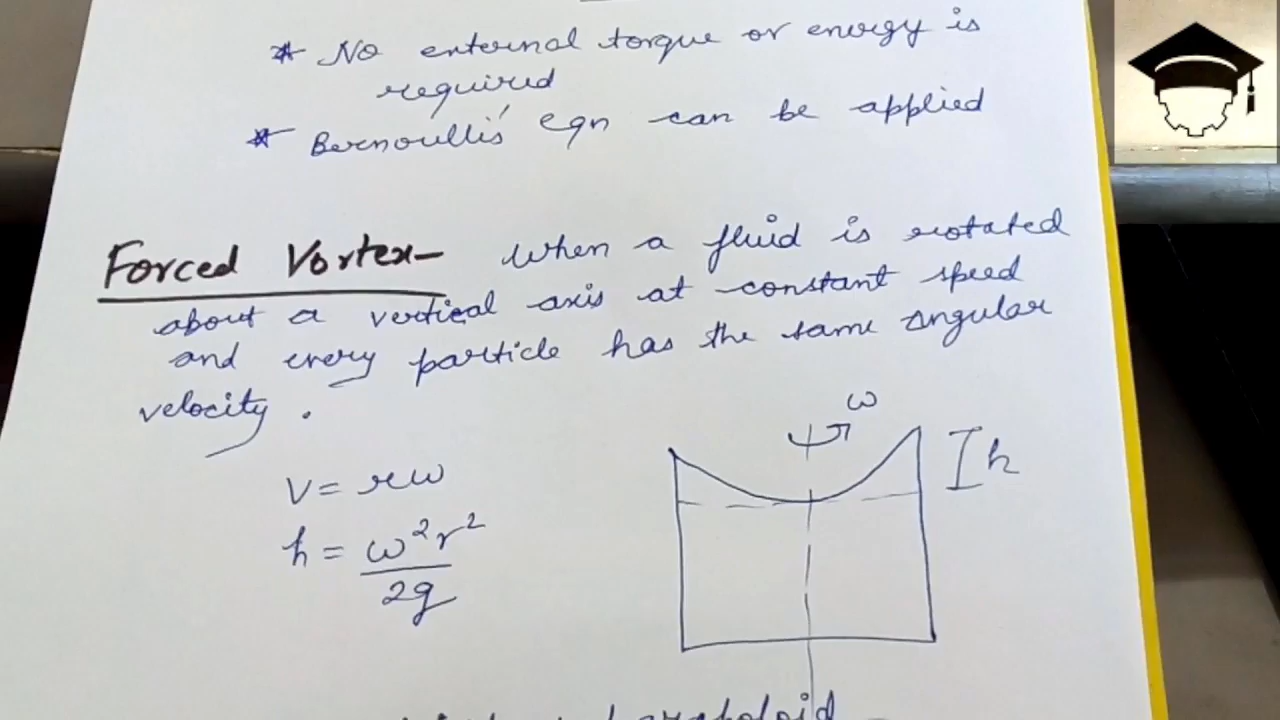 * No external torque or energy is
required
* Bernoulli's eqn can be applied
Forced Vortex- When a fluid is rotated
about a vertical axis at constant speed
and every particle has the same angular
velocity.
V = rω
h = ω²r²
2g
ω
h